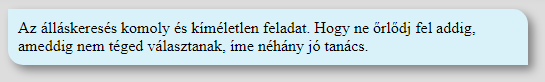 Az álláskeresés komoly és kíméletlen feladat. Hogy ne őrlődj fel addig,
ameddig nem téged választanak, íme néhány jó tanács.